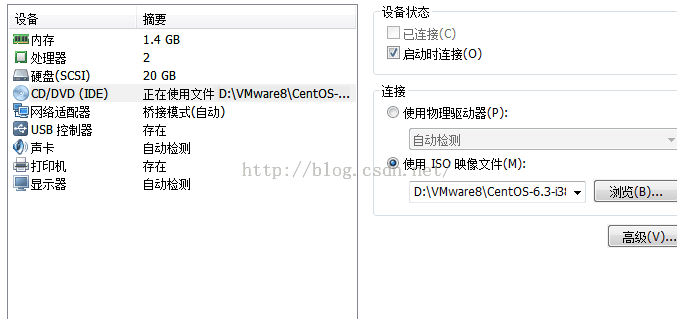 设备 摘要
内存 1.4 GB
处理器 2
硬盘(SCSI) 20 GB
CD/DVD (IDE) 正在使用文件 D:\VMware8\CentOS-...
网络适配器 桥接模式(自动)
USB 控制器 存在
声卡 自动检测
打印机 存在
显示器 自动检测
设备状态
已连接(C)
启动时连接(O)
连接
使用物理驱动器(P):
自动检测
使用 ISO 映像文件(M):
D:\VMware8\CentOS-6.3-i38
浏览(B)...
高级(V)...
http://blog.csdn.net/